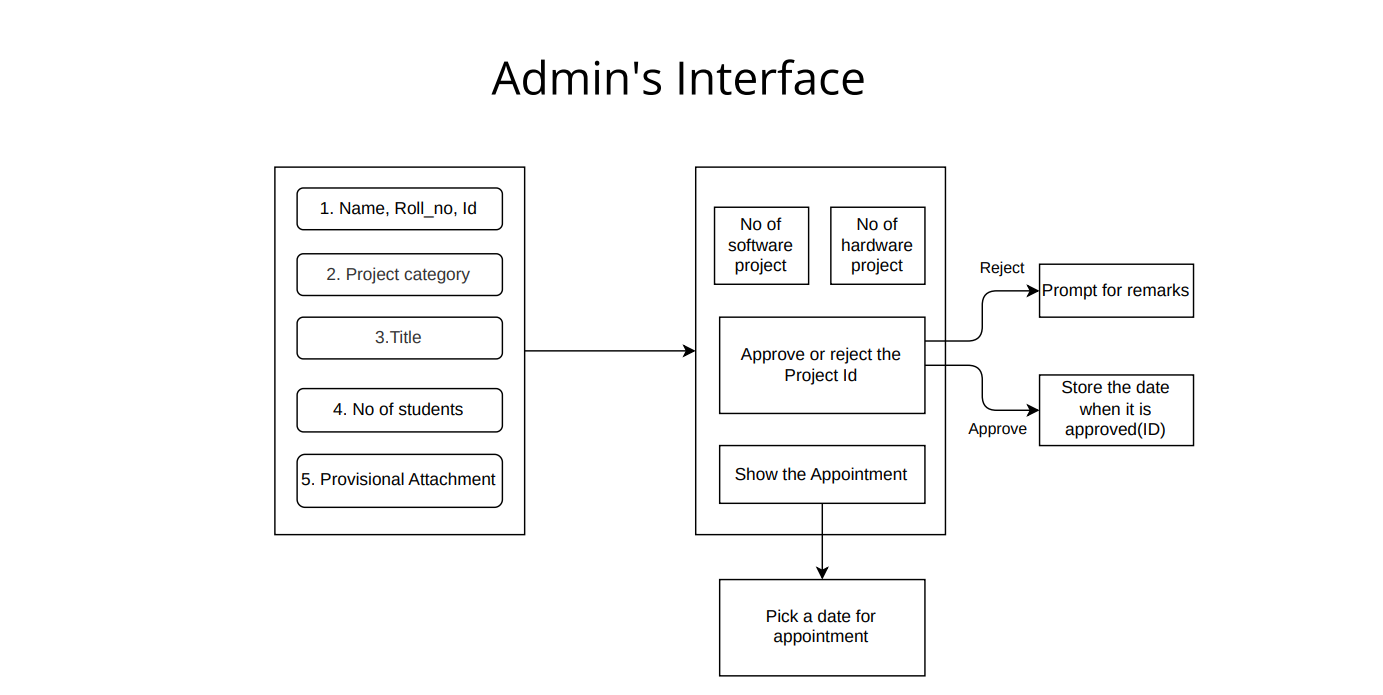 Admin's Interface
1. Name, Roll_no, Id
2. Project category
3.Title
4. No of students
5. Provisional Attachment
No of
software
project
No of
hardware
project
Approve or reject the
Project Id
Show the Appointment
Pick a date for
appointment
Reject
Prompt for remarks
Approve
Store the date
when it is
approved(ID)